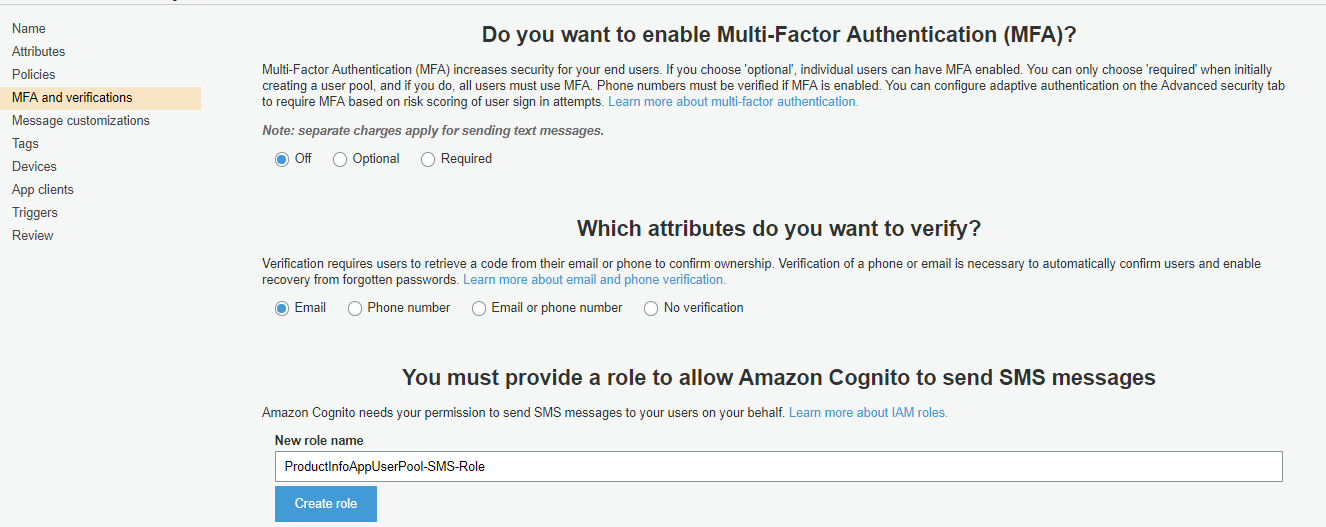 Name
Attributes
Policies
MFA and verifications
Message customizations
Tags
Devices
App clients
Triggers
Review
Do you want to enable Multi-Factor Authentication (MFA)?
Multi-Factor Authentication (MFA) increases security for your end users. If you choose 'optional', individual users can have MFA enabled. You can only choose 'required' when initially
creating a user pool, and if you do, all users must use MFA. Phone numbers must be verified if MFA is enabled. You can configure adaptive authentication on the Advanced security tab
to require MFA based on risk scoring of user sign in attempts. Learn more about multi-factor authentication.
Note: separate charges apply for sending text messages.
Off Optional Required
Which attributes do you want to verify?
Verification requires users to retrieve a code from their email or phone to confirm ownership. Verification of a phone or email is necessary to automatically confirm users and enable
recovery from forgotten passwords. Learn more about email and phone verification.
Email Phone number Email or phone number No verification
You must provide a role to allow Amazon Cognito to send SMS messages
Amazon Cognito needs your permission to send SMS messages to your users on your behalf. Learn more about IAM roles.
New role name
ProductInfoAppUserPool-SMS-Role
Create role